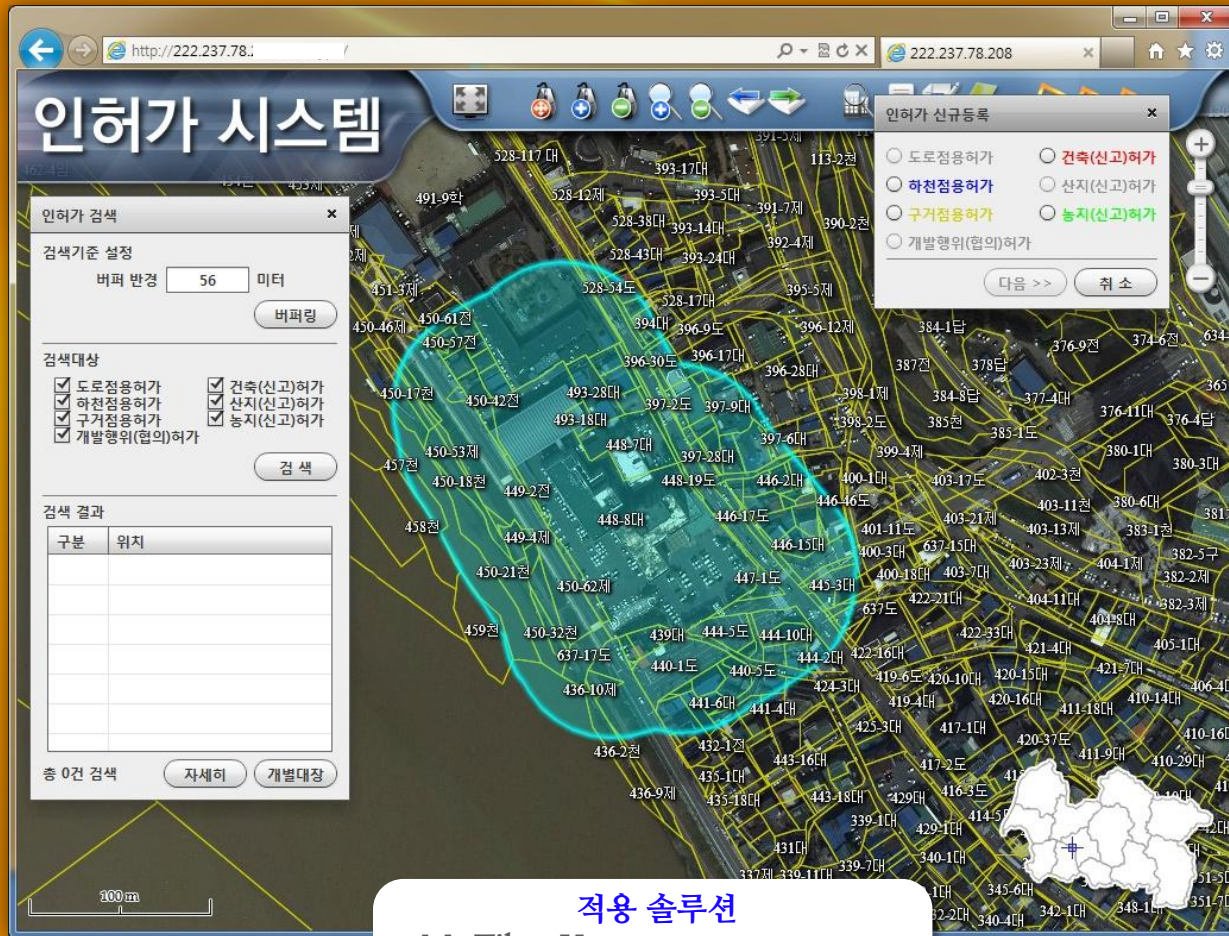 http://222.237.78.
222.237.78.208
인허가 시스템
인허가 검색
검색기준 설정
버퍼 반경 56 미터
버퍼링
검색대상
도로점용허가 건축(신고)허가
하천점용허가 산지(신고)허가
구거점용허가 농지(신고)허가
개발행위(협의)허가
검 색
검색 결과
구분 위치
총 0건 검색 자세히 개별대장
인허가 신규등록
도로점용허가 건축(신고)허가
하천점용허가 산지(신고)허가
구거점용허가 농지(신고)허가
개발행위(협의)허가
다음 >> 취 소
528-117대
393-17대
113-2천
491-9학
528-12제
393-5대
391-7제
528-38대
393-14대
390-2천
392-4제
528-43대
393-24대
451-3제
528-54도
395-5제
528-17대
450-46제
450-61전
394대
396-9도
396-12제
384-1답
450-57전
376-9전
374-6전
396-30도
396-17대
396-28대
387전
378답
450-17천
450-42전
493-28대
397-2도
397-9대
398-1제
384-8답
377-4대
493-18대
398-2도
385천
376-11대
376-4답
448-7대
397-6대
385-1도
450-53제
397-28대
399-4제
380-1대
380-3대
457천
450-18천
449-2전
448-19도
446-2대
400-1대
403-17도
402-3천
446-46도
403-11천
380-6대
458천
448-8대
446-17도
401-11도
403-21제
403-13제
383-1천
449-4제
446-15대
400-3대
637-15대
382-5구
403-23제
404-1제
450-21천
450-62제
447-1도
445-3대
400-18대
403-7대
382-2제
422-21대
404-11대
637도
382-3제
404-8대
459천
450-32천
439대
444-5도
444-10대
422-33대
637-17도
444-2대
422-16대
421-4대
405-1대
440-1도
440-5도
419-6도
420-10대
420-15대
421-7대
436-10제
424-3대
441-6대
441-4대
419-4대
420-16대
411-18대
410-14대
425-3대
417-1대
436-2천
432-1전
443-16대
420-37도
411-9대
417-2도
410-29대
435-1대
436-9제
435-18대
443-18대
429대
416-3도
339-1대
429-1대
431대
340-1대
337제
339-11대
339-7대
345-6대
340-4대
342-1대
100 m
적용 솔루션